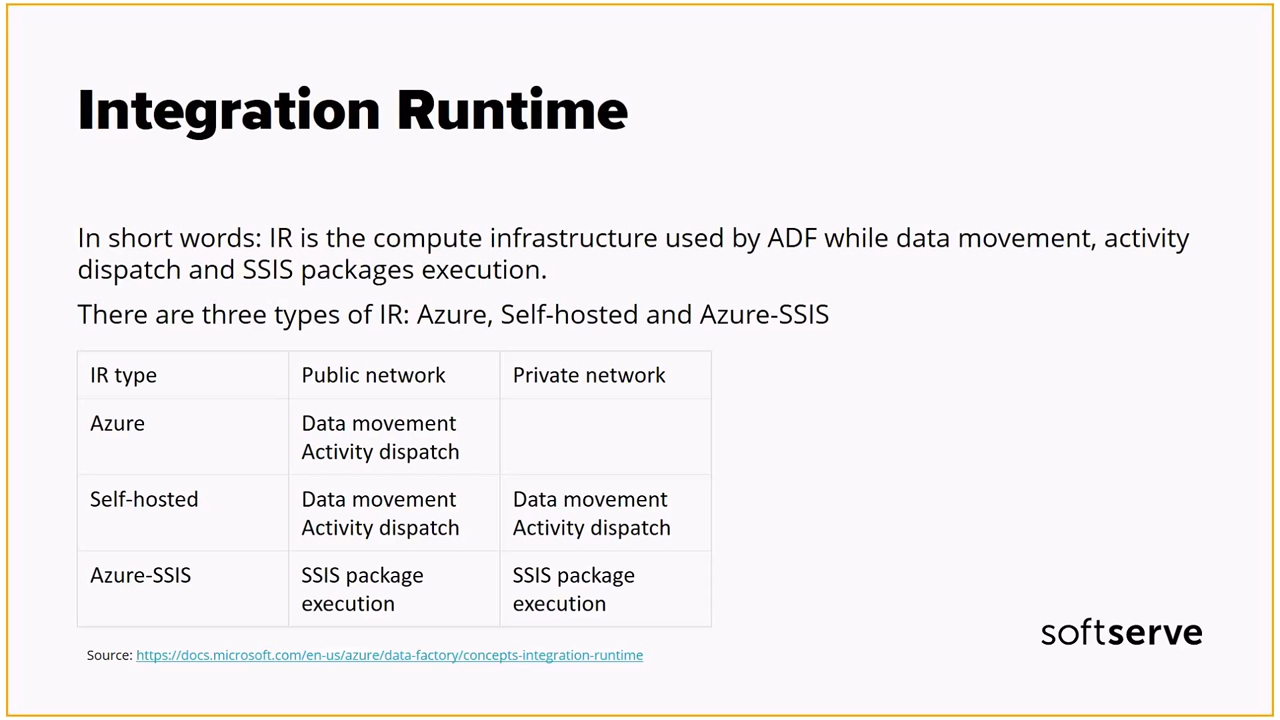 Integration Runtime
In short words: IR is the compute infrastructure used by ADF while data movement, activity
dispatch and SSIS packages execution.
There are three types of IR: Azure, Self-hosted and Azure-SSIS
IR type Public network Private network
Azure Data movement
Activity dispatch
Self-hosted Data movement Data movement
Activity dispatch Activity dispatch
Azure-SSIS SSIS package SSIS package
execution execution
softserve
Source: https://docs.microsoft.com/en-us/azure/data-factory/concepts-integration-runtime